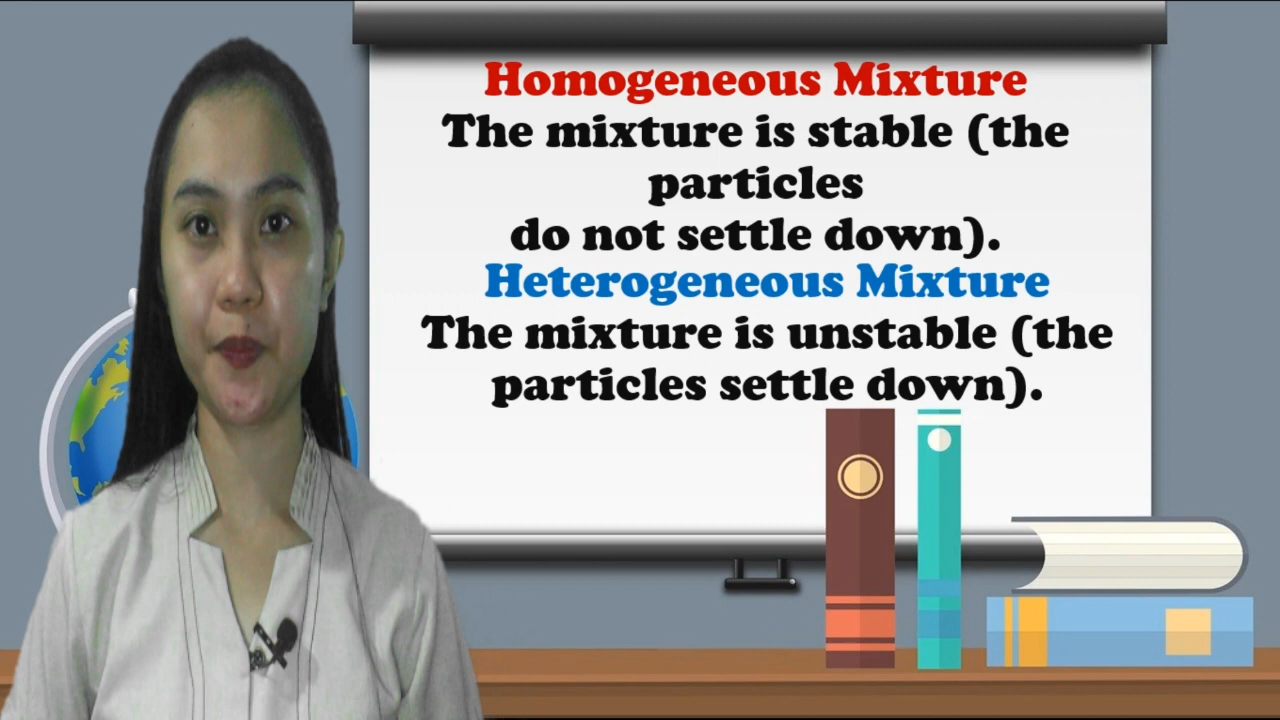 Homogeneous Mixture
The mixture is stable (the
particles
do not settle down).
Heterogeneous Mixture
The mixture is unstable (the
particles settle down).